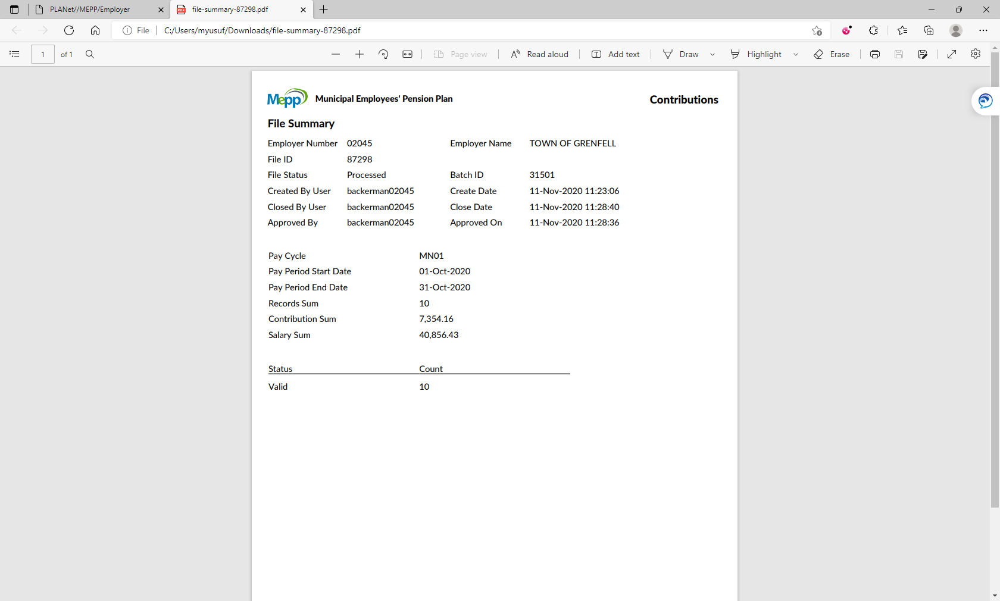 PLANet//MEPP/Employer
file-summary-87298.pdf
File
C:/Users/myusuf/Downloads/file-summary-87298.pdf
1 of 1
Page view
Read aloud
Add text
Draw
Highlight
Erase
Mepp Municipal Employees' Pension Plan Contributions
File Summary
Employer Number 02045 Employer Name TOWN OF GRENFELL
File ID 87298
File Status Processed Batch ID 31501
Created By User backerman02045 Create Date 11-Nov-2020 11:23:06
Closed By User backerman02045 Close Date 11-Nov-2020 11:28:40
Approved By backerman02045 Approved On 11-Nov-2020 11:28:36
Pay Cycle MN01
Pay Period Start Date 01-Oct-2020
Pay Period End Date 31-Oct-2020
Records Sum 10
Contribution Sum 7,354.16
Salary Sum 40,856.43
Status Count
Valid 10